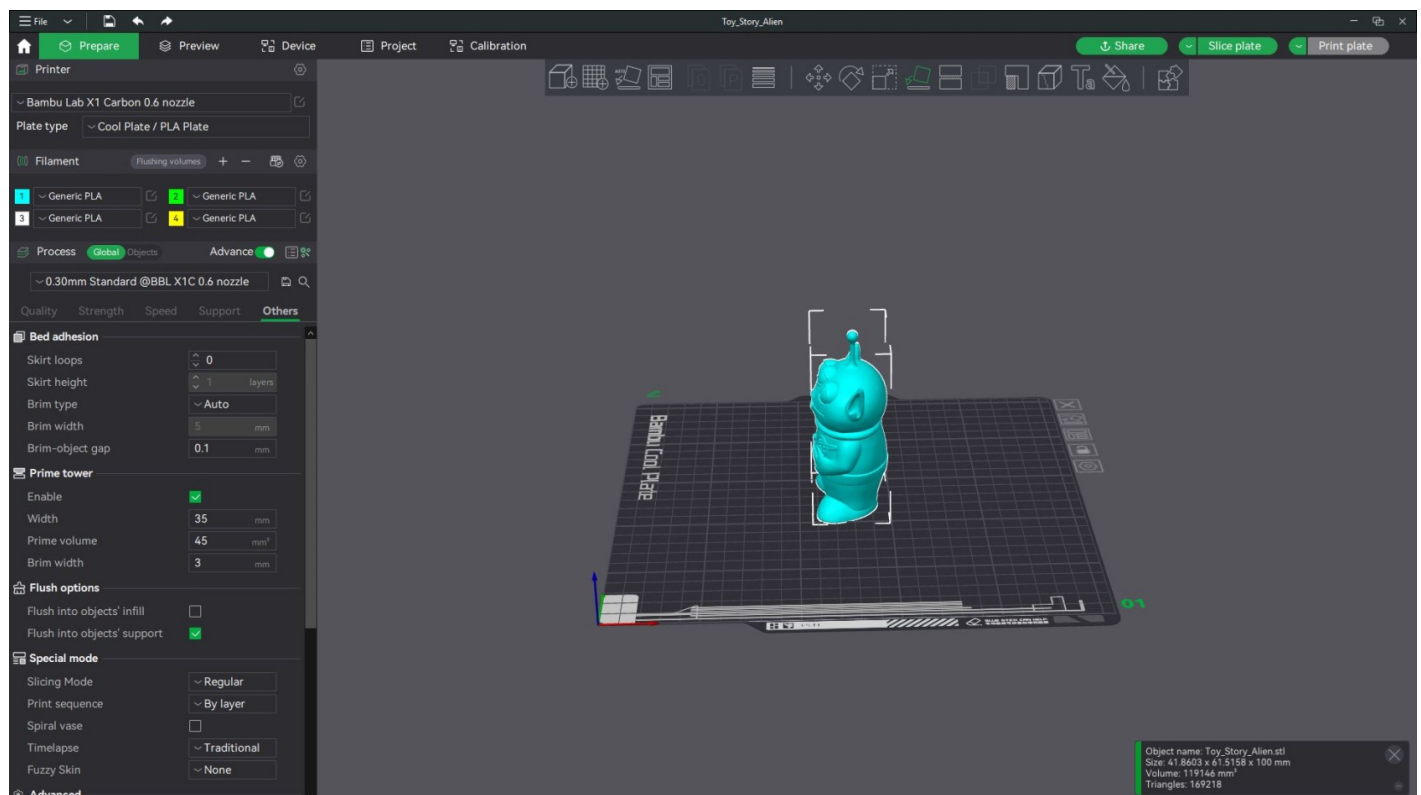 File
Toy_Story_Alien
Prepare
Preview
Device
Project
Calibration
Share
Slice plate
Print plate
Printer
Bambu Lab X1 Carbon 0.6 nozzle
Plate type
Cool Plate / PLA Plate
Filament
Flushing volumes
1 Generic PLA
2 Generic PLA
3 Generic PLA
4 Generic PLA
Process
Global Objects
Advance
0.30mm Standard @BBL X1C 0.6 nozzle
Quality Strength Speed Support Others
Bed adhesion
Skirt loops 0
Skirt height 1 layers
Brim type Auto
Brim width 5 mm
Brim-object gap 0.1 mm
Prime tower
Enable
Width 35 mm
Prime volume 45 mm³
Brim width 3 mm
Flush options
Flush into objects' infill
Flush into objects' support
Special mode
Slicing Mode Regular
Print sequence By layer
Spiral vase
Timelapse Traditional
Fuzzy Skin None
Advanced
Bambu Cool Plate
01
Object name: Toy_Story_Alien.stl
Size: 41.8603 x 61.5158 x 100 mm
Volume: 119146 mm³
Triangles: 169218